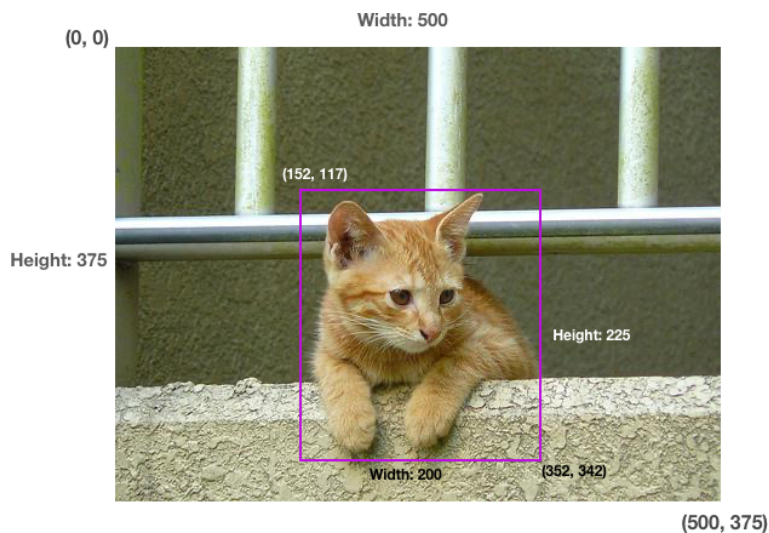 Width: 500
(0, 0)
(152, 117)
Height: 375
Height: 225
Width: 200
(352, 342)
(500, 375)